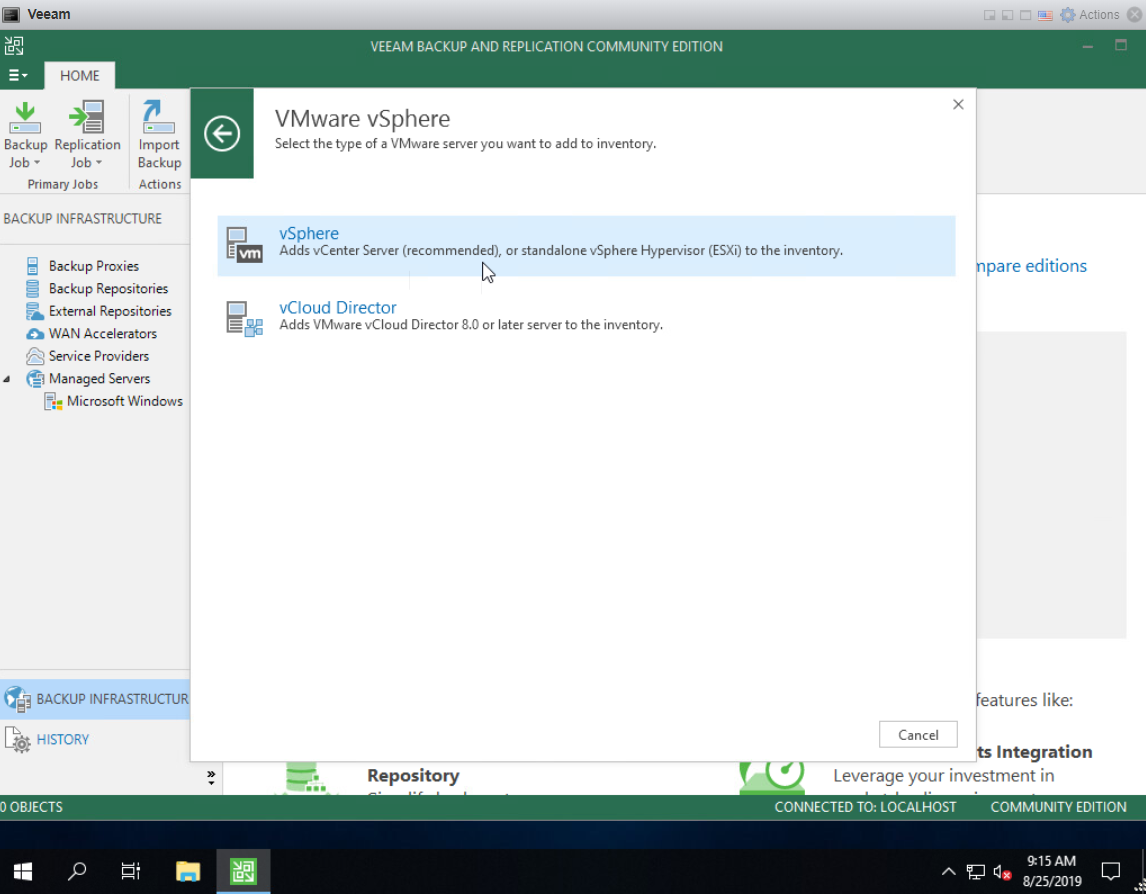 Veeam
Actions
VEEAM BACKUP AND REPLICATION COMMUNITY EDITION
HOME
Backup Job
Replication Job
Import Backup
Primary Jobs
Actions
VMware vSphere
Select the type of a VMware server you want to add to inventory.
BACKUP INFRASTRUCTURE
Backup Proxies
Backup Repositories
External Repositories
WAN Accelerators
Service Providers
Managed Servers
Microsoft Windows
vSphere
vm
Adds vCenter Server (recommended), or standalone vSphere Hypervisor (ESXi) to the inventory.
vCloud Director
Adds VMware vCloud Director 8.0 or later server to the inventory.
editions
BACKUP INFRASTRUCTUR
HISTORY
Cancel
features like:
Repository
ts Integration
Leverage your investment in
0 OBJECTS
CONNECTED TO: LOCALHOST
COMMUNITY EDITION
9:15 AM
8/25/2019